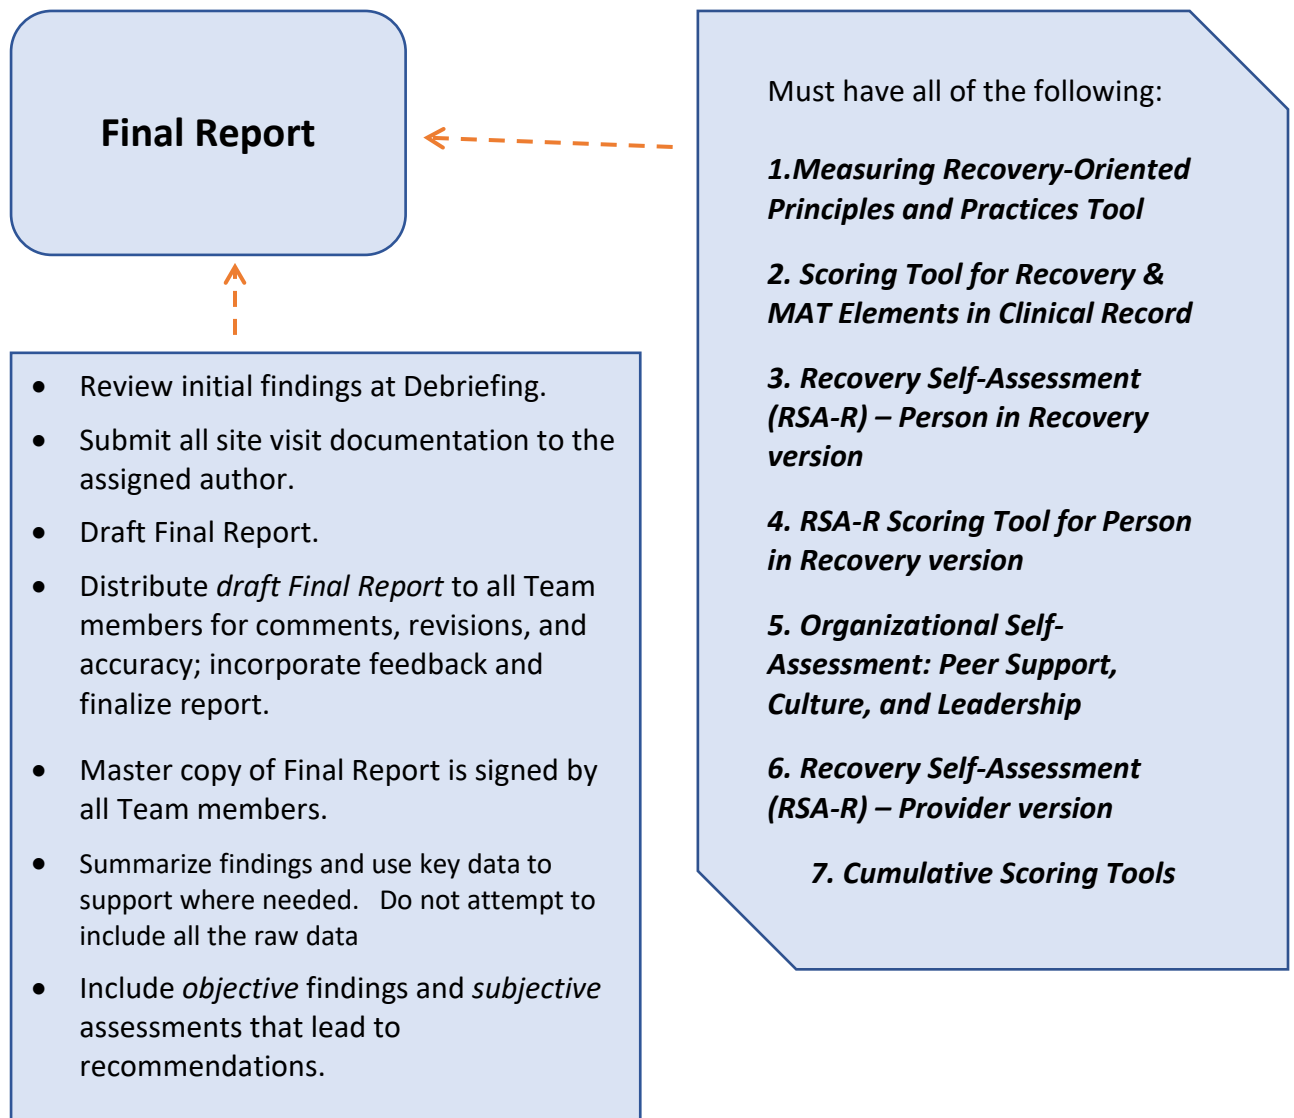 Final Report
Must have all of the following:
1.Measuring Recovery-Oriented
Principles and Practices Tool
2. Scoring Tool for Recovery &
MAT Elements in Clinical Record
3. Recovery Self-Assessment
(RSA-R) – Person in Recovery
version
4. RSA-R Scoring Tool for Person
in Recovery version
5. Organizational Self-
Assessment: Peer Support,
Culture, and Leadership
6. Recovery Self-Assessment
(RSA-R) – Provider version
7. Cumulative Scoring Tools
• Review initial findings at Debriefing.
• Submit all site visit documentation to the
assigned author.
• Draft Final Report.
• Distribute draft Final Report to all Team
members for comments, revisions, and
accuracy; incorporate feedback and
finalize report.
• Master copy of Final Report is signed by
all Team members.
• Summarize findings and use key data to
support where needed.   Do not attempt to
include all the raw data
• Include objective findings and subjective
assessments that lead to
recommendations.